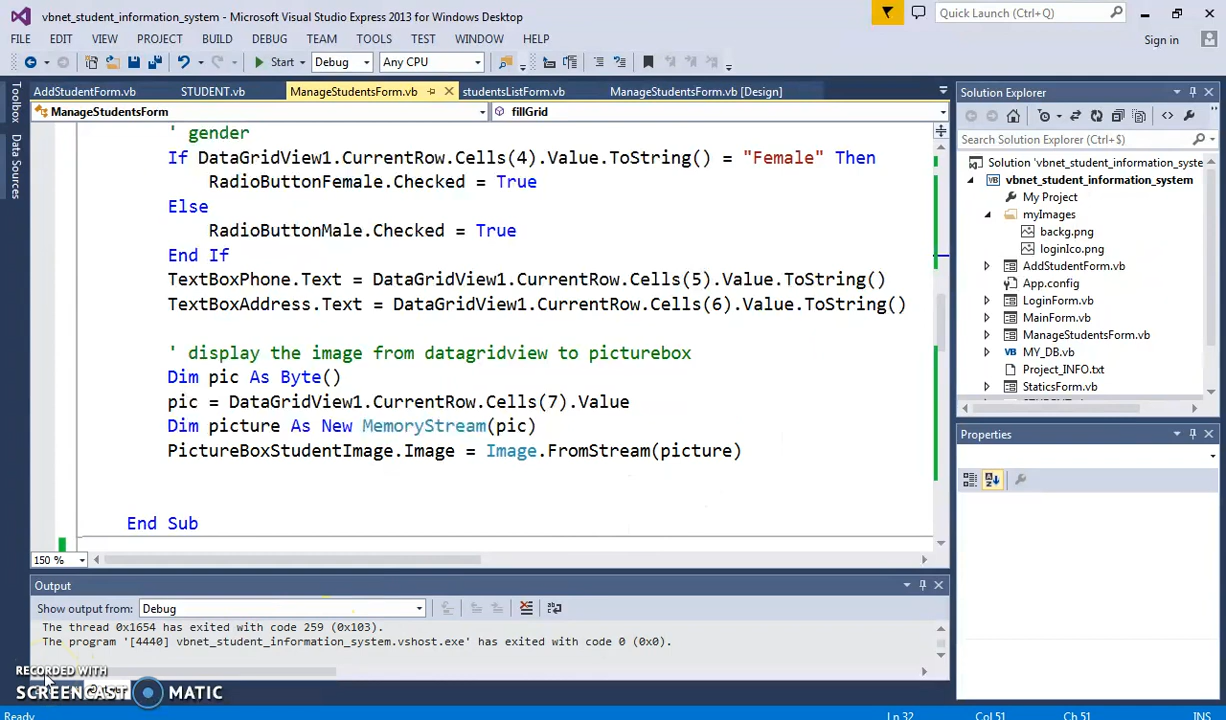 vbnet_student_information_system - Microsoft Visual Studio Express 2013 for Windows Desktop
Quick Launch (Ctrl+Q)
FILE EDIT VIEW PROJECT BUILD DEBUG TEAM TOOLS TEST WINDOW HELP
Sign in
Start Debug Any CPU
Toolbox
Data Sources
AddStudentForm.vb STUDENT.vb ManageStudentsForm.vb studentsListForm.vb ManageStudentsForm.vb [Design]
ManageStudentsForm fillGrid
' gender
If DataGridView1.CurrentRow.Cells(4).Value.ToString() = "Female" Then
RadioButtonFemale.Checked = True
Else
RadioButtonMale.Checked = True
End If
TextBoxPhone.Text = DataGridView1.CurrentRow.Cells(5).Value.ToString()
TextBoxAddress.Text = DataGridView1.CurrentRow.Cells(6).Value.ToString()
' display the image from datagridview to picturebox
Dim pic As Byte()
pic = DataGridView1.CurrentRow.Cells(7).Value
Dim picture As New MemoryStream(pic)
PictureBoxStudentImage.Image = Image.FromStream(picture)
End Sub
150 %
Output
Show output from: Debug
The thread 0x1654 has exited with code 259 (0x103).
The program '[4440] vbnet_student_information_system.vshost.exe' has exited with code 0 (0x0).
RECORDED WITH
SCREENCAST MATIC
Solution Explorer
Search Solution Explorer (Ctrl+$)
Solution 'vbnet_student_information_syste
vbnet_student_information_system
My Project
myImages
backg.png
loginIco.png
AddStudentForm.vb
App.config
LoginForm.vb
MainForm.vb
ManageStudentsForm.vb
MY_DB.vb
Project_INFO.txt
StaticsForm.vb
Properties
Ready Ln 32 Col 51 Ch 51 INS